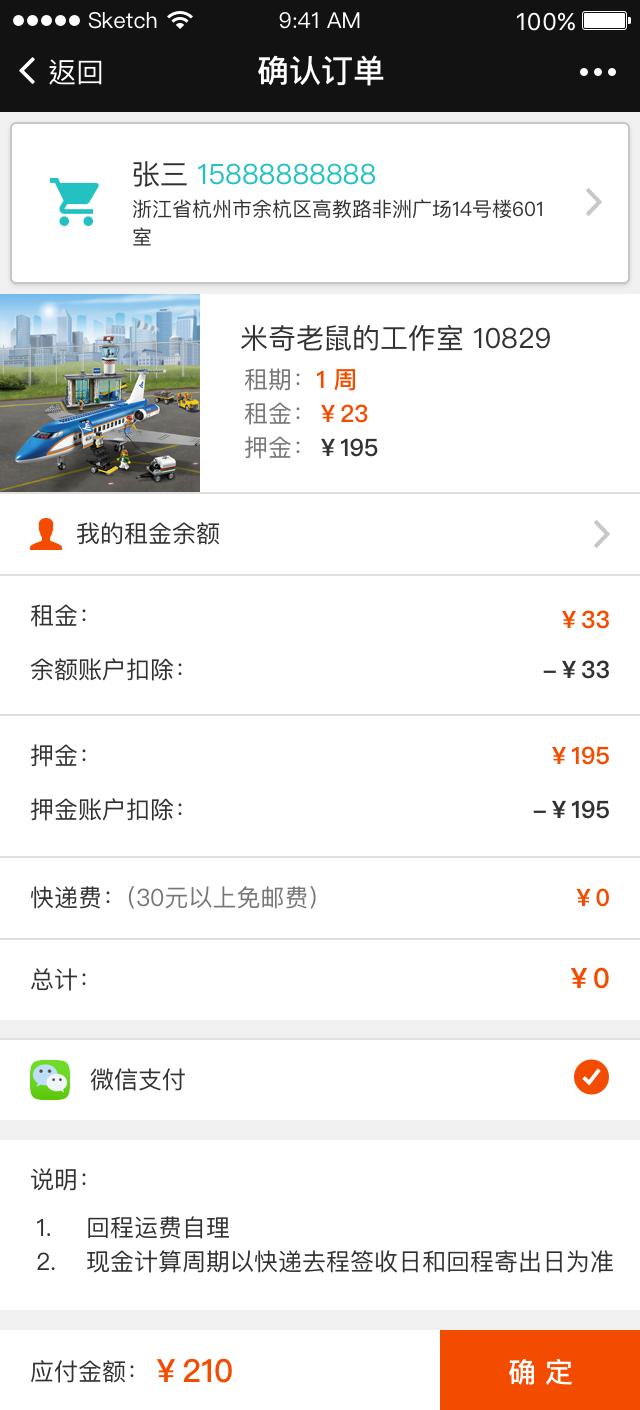 Sketch 9:41 AM 100%
返回 确认订单
张三 15888888888
浙江省杭州市余杭区高教路非洲广场14号楼601
室
米奇老鼠的工作室 10829
租期：1 周
租金：¥ 23
押金：¥ 195
我的租金余额
租金： ¥ 33
余额账户扣除： –¥ 33
押金： ¥ 195
押金账户扣除： –¥ 195
快递费：（30元以上免邮费） ¥ 0
总计： ¥ 0
微信支付
说明：
1. 回程运费自理
2. 现金计算周期以快递去程签收日和回程寄出日为准
应付金额： ¥ 210 确 定